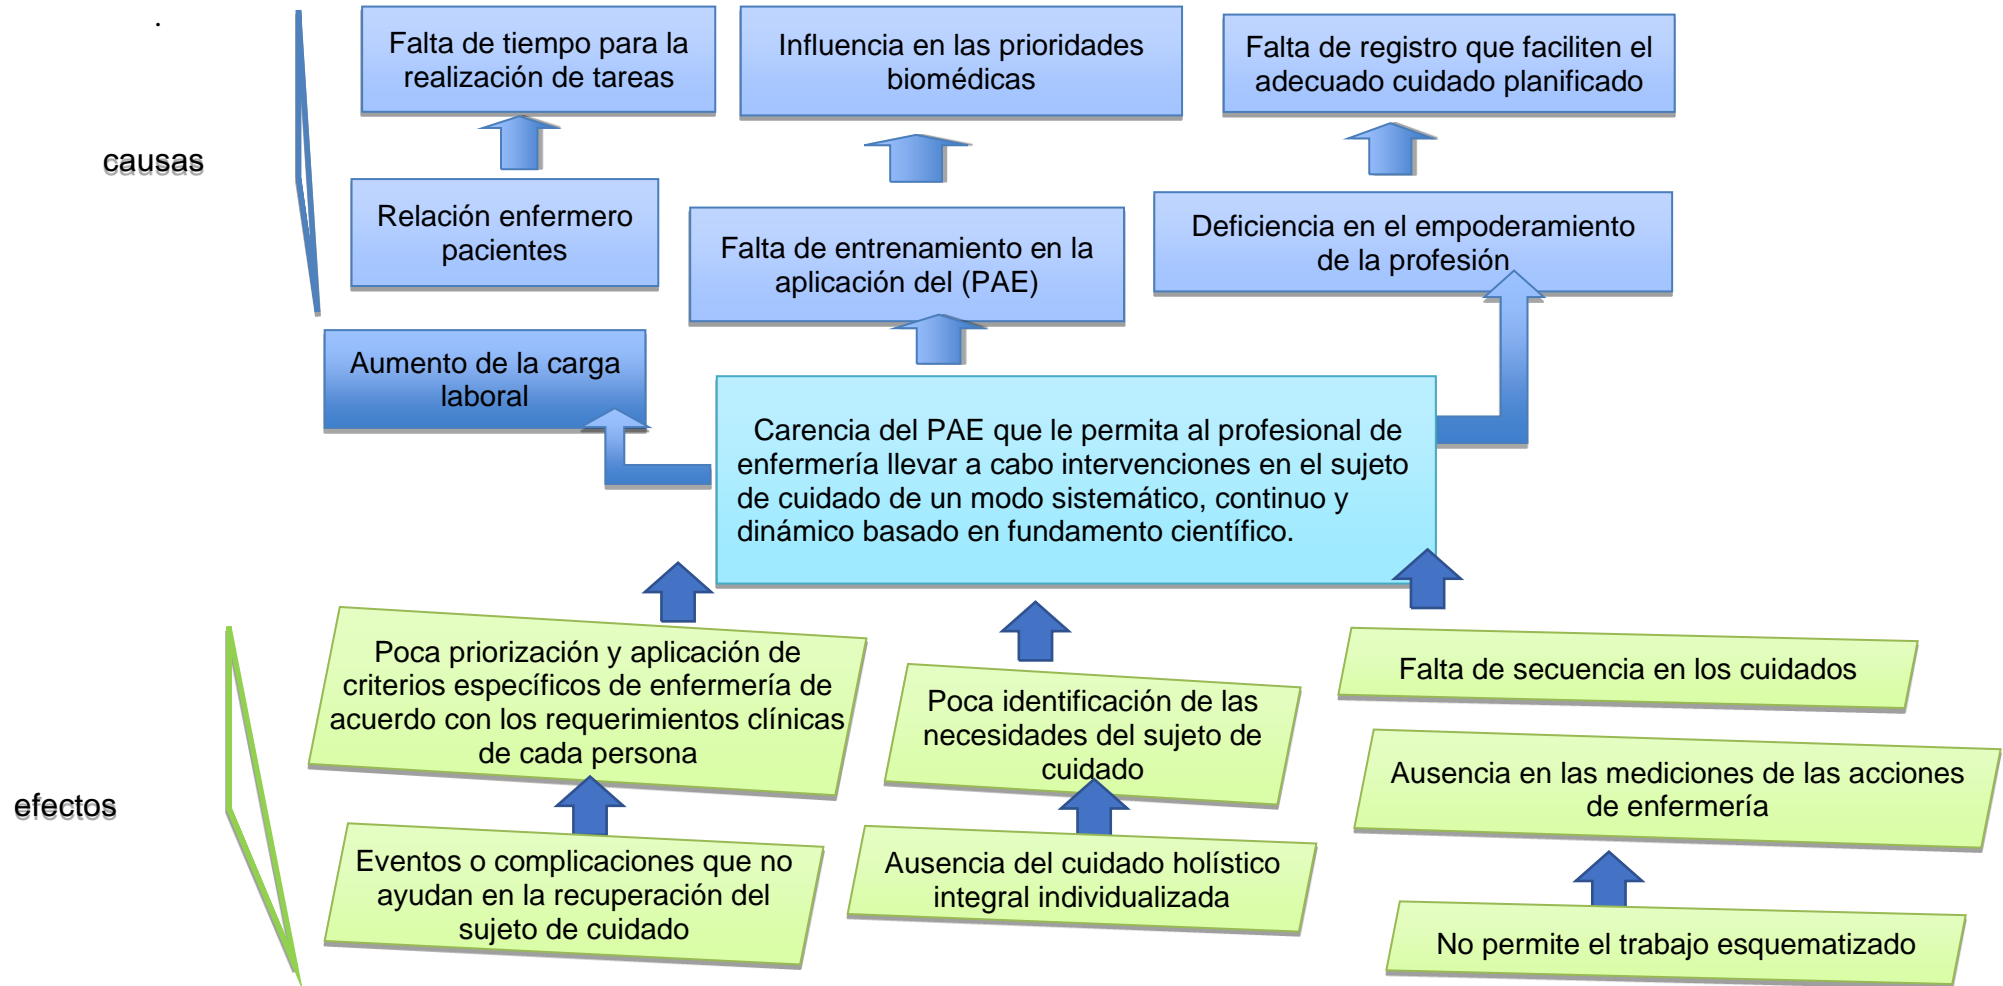 .
Falta de tiempo para la
realización de tareas
Influencia en las prioridades
biomédicas
Falta de registro que faciliten el
adecuado cuidado planificado
causas
Relación enfermero
pacientes
Falta de entrenamiento en la
aplicación del (PAE)
Deficiencia en el empoderamiento
de la profesión
Aumento de la carga
laboral
Carencia del PAE que le permita al profesional de
enfermería llevar a cabo intervenciones en el sujeto
de cuidado de un modo sistemático, continuo y
dinámico basado en fundamento científico.
Poca priorización y aplicación de
criterios específicos de enfermería de
acuerdo con los requerimientos clínicas
de cada persona
Poca identificación de las
necesidades del sujeto de
cuidado
Falta de secuencia en los cuidados
Ausencia en las mediciones de las acciones
de enfermería
efectos
Eventos o complicaciones que no
ayudan en la recuperación del
sujeto de cuidado
Ausencia del cuidado holístico
integral individualizada
No permite el trabajo esquematizado